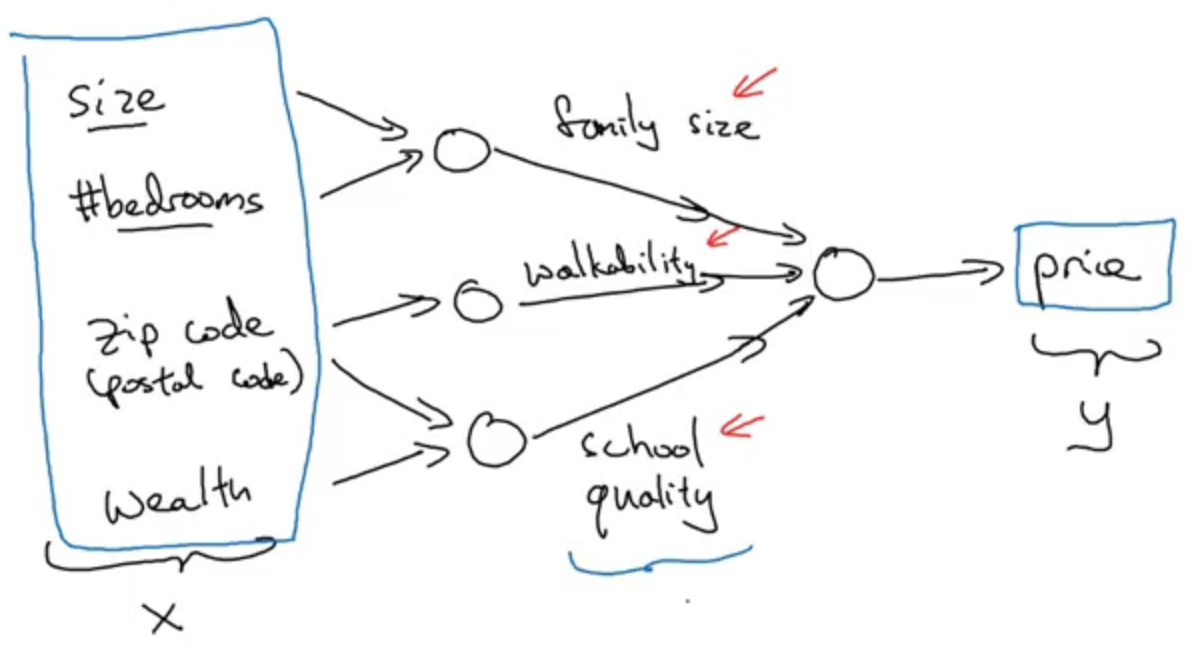 size
#bedrooms
zip code
(postal code)
wealth
x
family size
walkability
school
quality
price
y